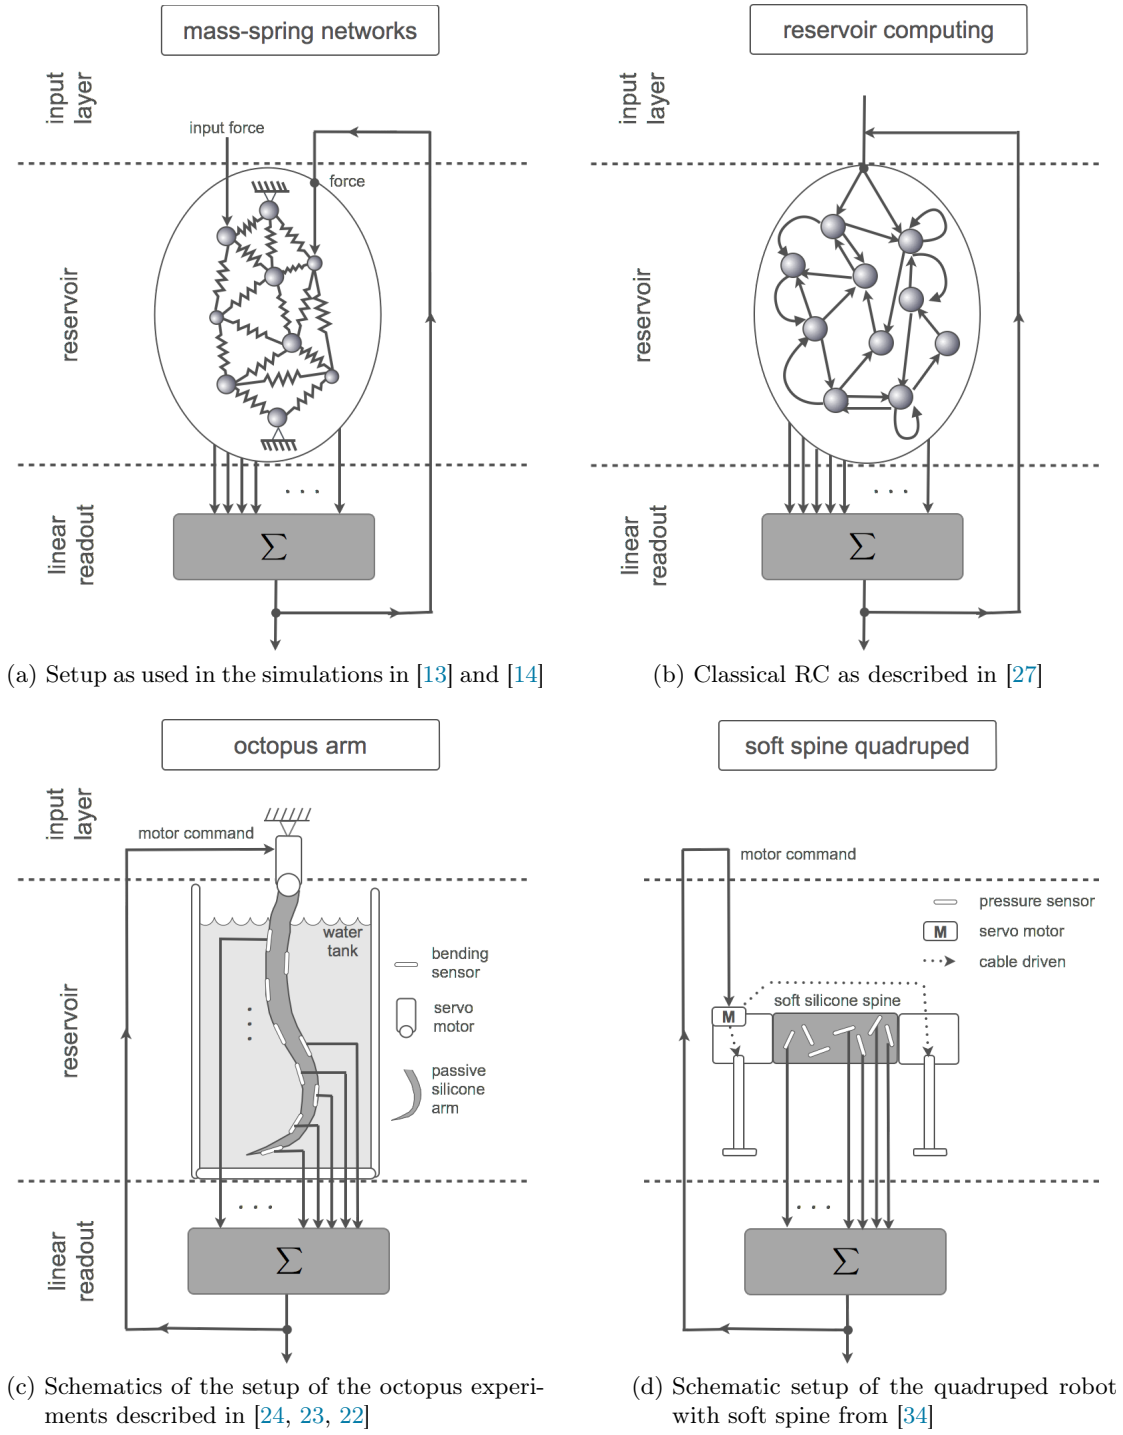 mass-spring networks
input
layer
input force
force
reservoir
. . .
linear
readout
Σ
(a) Setup as used in the simulations in [13] and [14]
reservoir computing
input
layer
reservoir
. . .
linear
readout
Σ
(b) Classical RC as described in [27]
octopus arm
input
layer
motor command
water
tank
bending
sensor
servo
motor
passive
silicone
arm
reservoir
. . .
linear
readout
Σ
(c) Schematics of the setup of the octopus experi-
ments described in [24, 23, 22]
soft spine quadruped
motor command
pressure sensor
M servo motor
cable driven
soft silicone spine
M
. . .
Σ
(d) Schematic setup of the quadruped robot
with soft spine from [34]